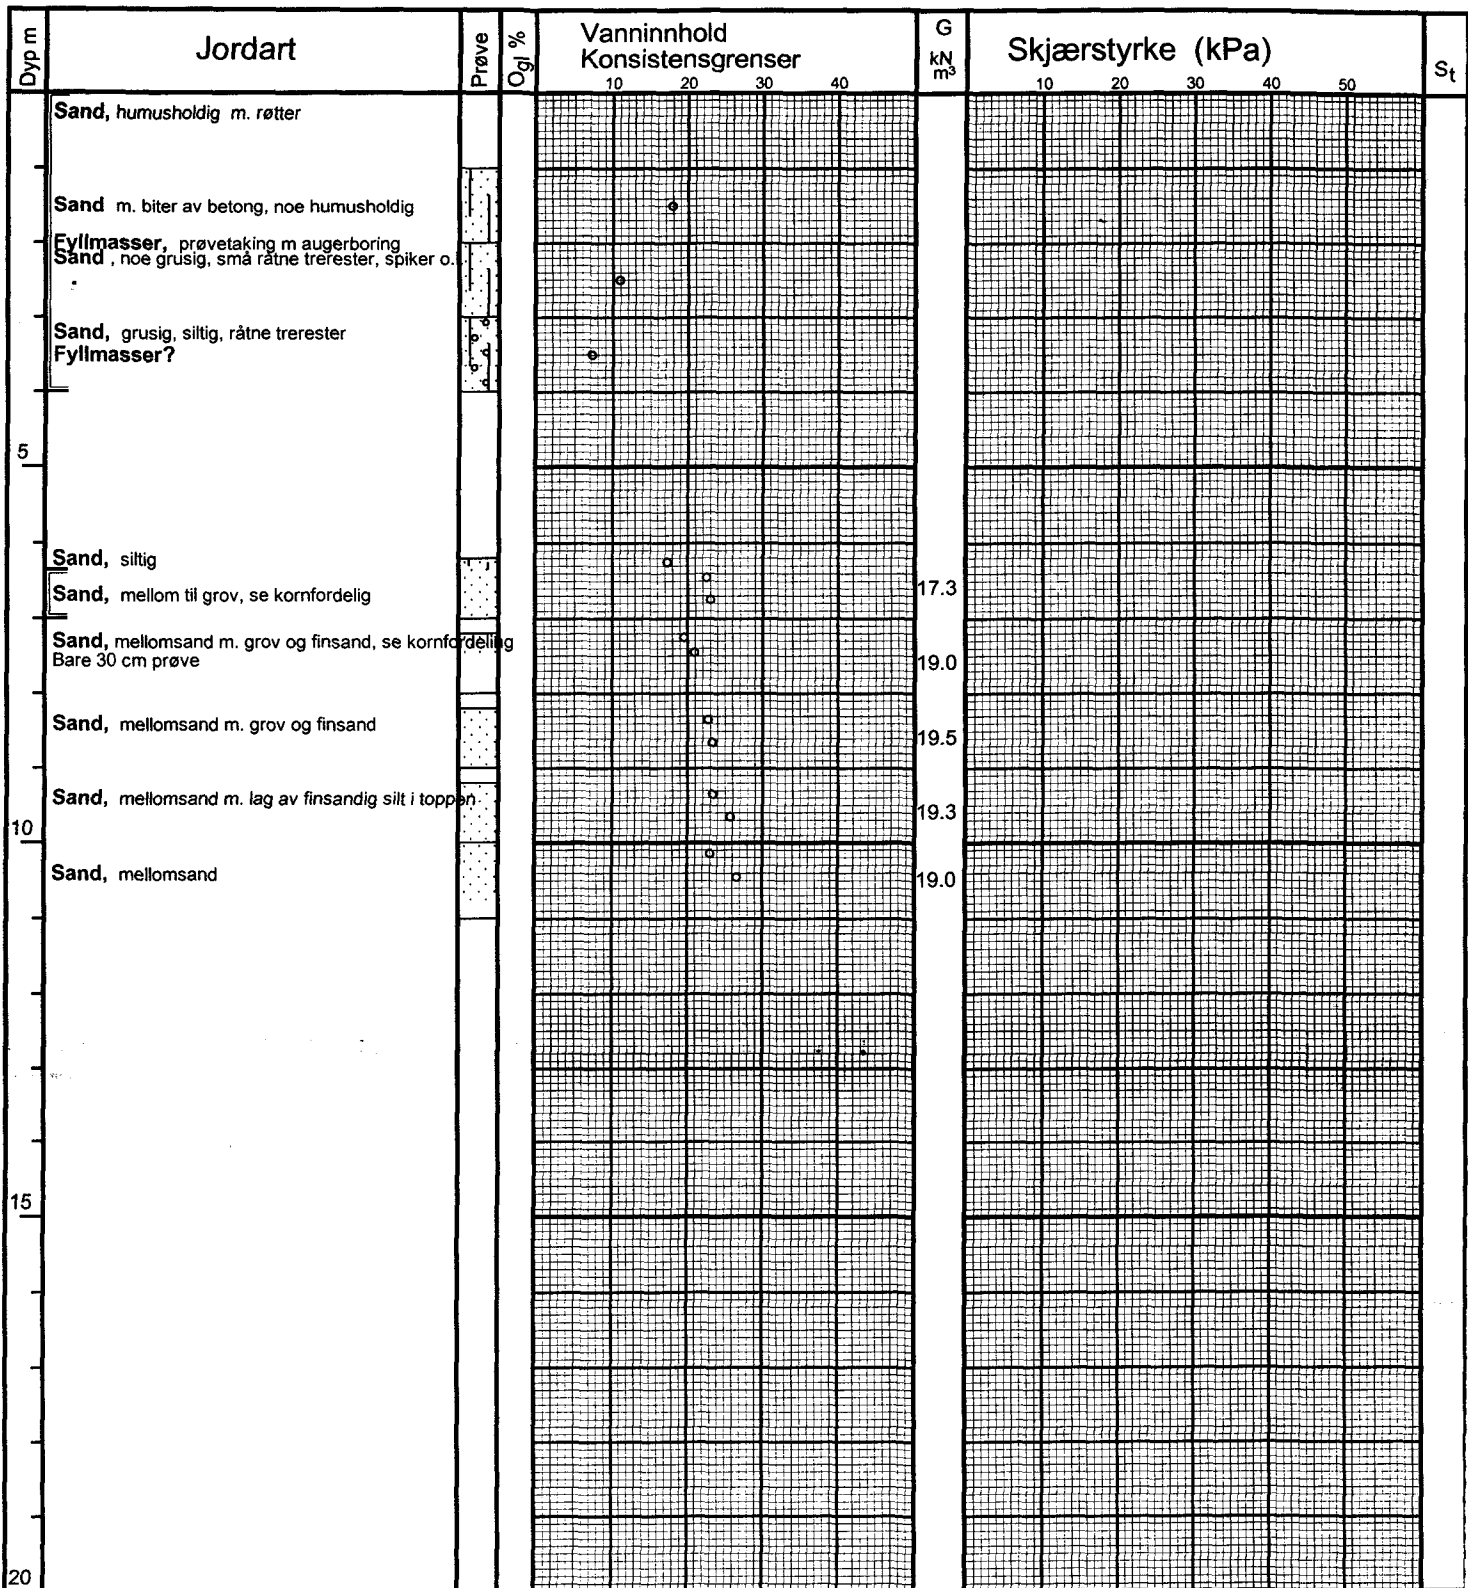 Dyp m
Jordart
Prøve
Ogl %
Vanninnhold
Konsistensgrenser
10 20 30 40
G
kN
m³
Skjærstyrke (kPa)
10 20 30 40 50
St
Sand, humusholdig m. røtter
Sand m. biter av betong, noe humusholdig
Fyllmasser, prøvetaking m augerboring
Sand , noe grusig, små råtne trerester, spiker o.l
Sand, grusig, siltig, råtne trerester
Fyllmasser?
5
Sand, siltig
Sand, mellom til grov, se kornfordelig
17.3
Sand, mellomsand m. grov og finsand, se kornfordeling
Bare 30 cm prøve
19.0
Sand, mellomsand m. grov og finsand
19.5
Sand, mellomsand m. lag av finsandig silt i toppen
19.3
10
Sand, mellomsand
19.0
15
20